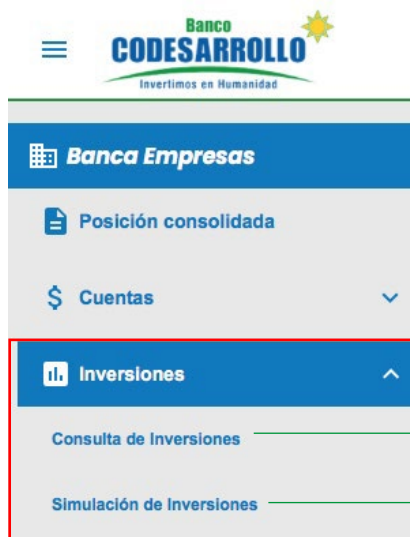 Banco
CODESARROLLO
Invertimos en Humanidad
Banca Empresas
Posición consolidada
$ Cuentas
Inversiones
Consulta de Inversiones
Simulación de Inversiones